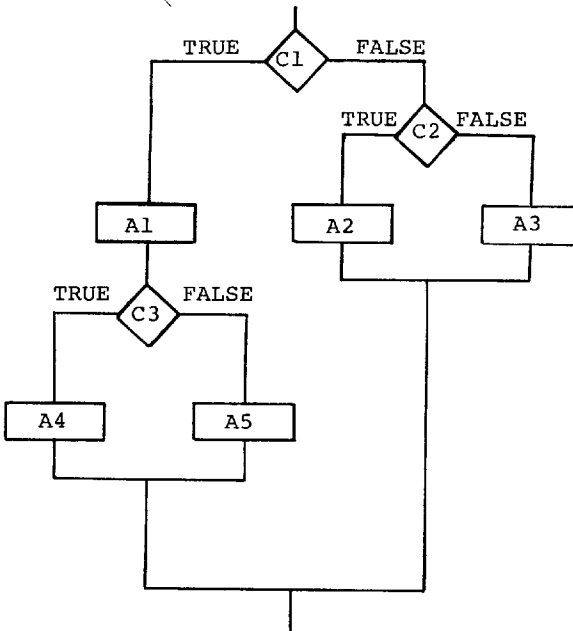 TRUE C1 FALSE
TRUE C2 FALSE
A1 A2 A3
TRUE C3 FALSE
A4 A5